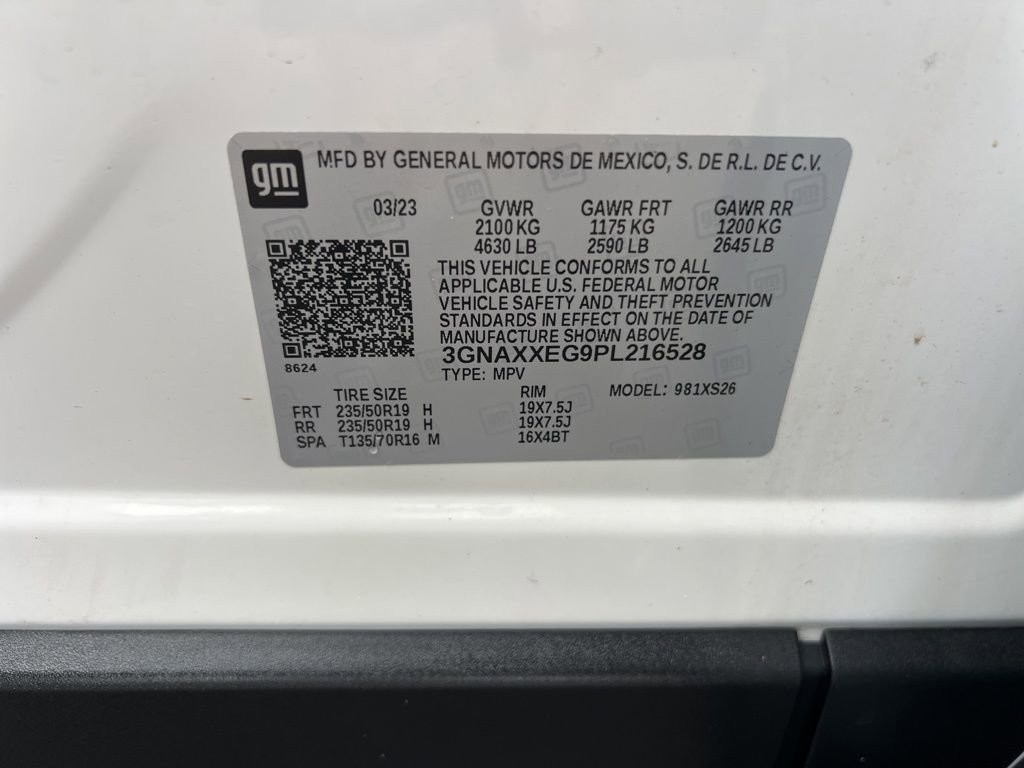 gm MFD BY GENERAL MOTORS DE MEXICO, S. DE R.L. DE C.V.
03/23 GVWR GAWR FRT GAWR RR
2100 KG 1175 KG 1200 KG
4630 LB 2590 LB 2645 LB
THIS VEHICLE CONFORMS TO ALL
APPLICABLE U.S. FEDERAL MOTOR
VEHICLE SAFETY AND THEFT PREVENTION
STANDARDS IN EFFECT ON THE DATE OF
MANUFACTURE SHOWN ABOVE.
3GNAXXEG9PL216528
8624
TYPE: MPV
TIRE SIZE RIM MODEL: 981XS26
FRT 235/50R19 H 19X7.5J
RR 235/50R19 H 19X7.5J
SPA T135/70R16 M 16X4BT